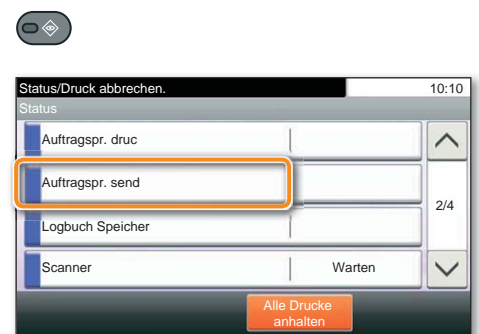 Status/Druck abbrechen. 10:10
Status
Auftragspr. druc
Auftragspr. send
2/4
Logbuch Speicher
Scanner Warten
Alle Drucke
anhalten